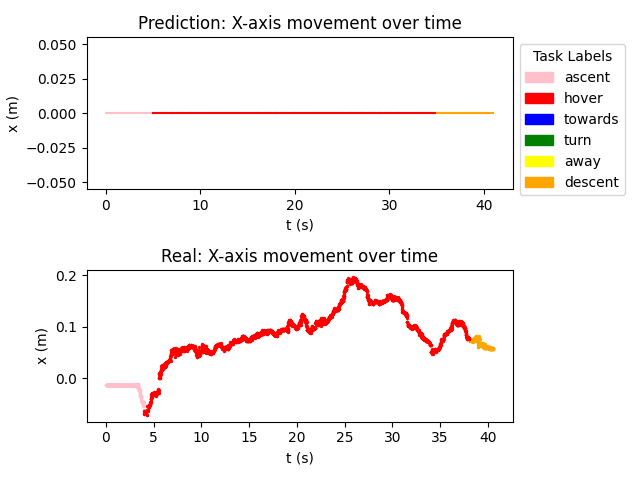 Prediction: X-axis movement over time
0.050
0.025
0.000
−0.025
−0.050
x (m)
0 10 20 30 40
t (s)
Task Labels
ascent
hover
towards
turn
away
descent
Real: X-axis movement over time
0.2
0.1
0.0
x (m)
0 5 10 15 20 25 30 35 40
t (s)